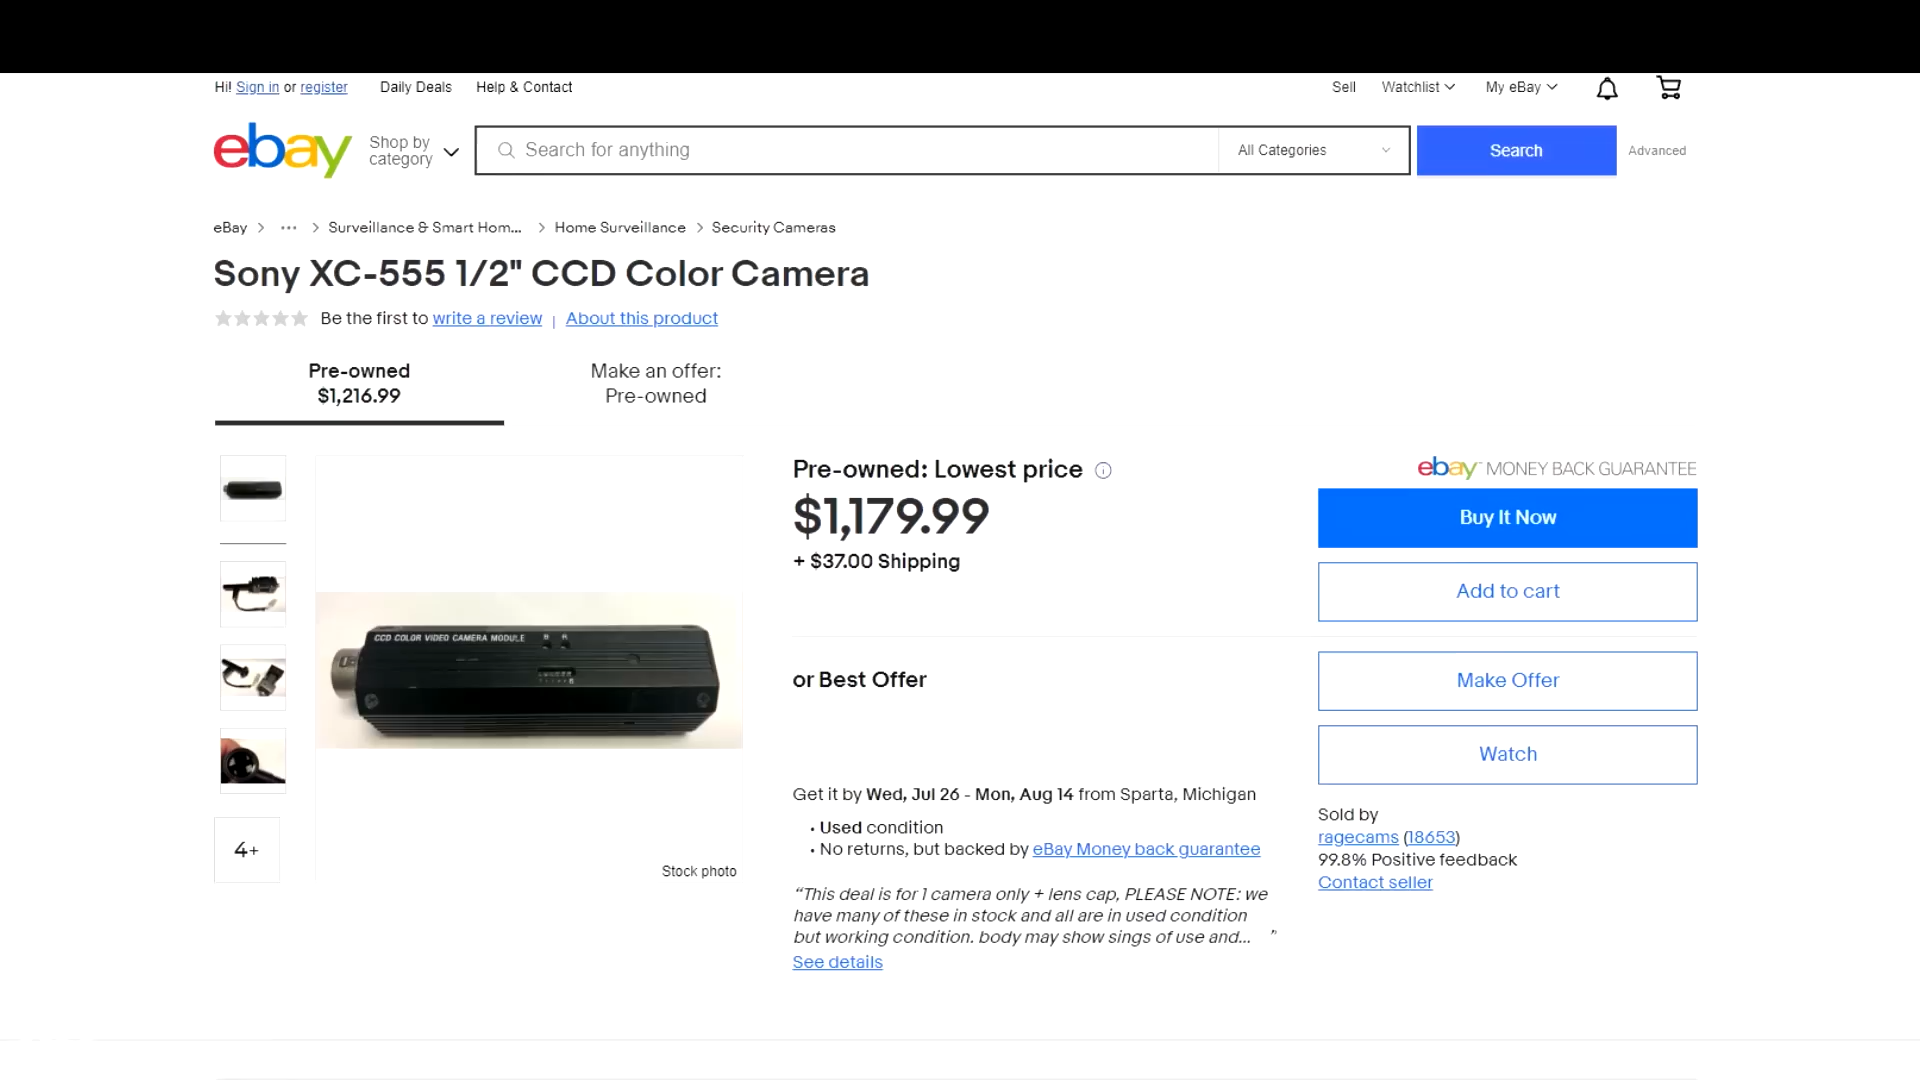 Hi! Sign in or register Daily Deals Help & Contact Sell Watchlist My eBay
ebay Shop by category Search for anything All Categories Search Advanced
eBay ... Surveillance & Smart Hom... Home Surveillance Security Cameras
Sony XC-555 1/2" CCD Color Camera
Be the first to write a review | About this product
Pre-owned
$1,216.99
Make an offer:
Pre-owned
CCD COLOR VIDEO CAMERA MODULE
4+
Stock photo
Pre-owned: Lowest price
$1,179.99
+ $37.00 Shipping
or Best Offer
Get it by Wed, Jul 26 - Mon, Aug 14 from Sparta, Michigan
• Used condition
• No returns, but backed by eBay Money back guarantee
“This deal is for 1 camera only + lens cap, PLEASE NOTE: we
have many of these in stock and all are in used condition
but working condition. body may show sings of use and... ”
See details
ebay MONEY BACK GUARANTEE
Buy It Now
Add to cart
Make Offer
Watch
Sold by
ragecams (18653)
99.8% Positive feedback
Contact seller